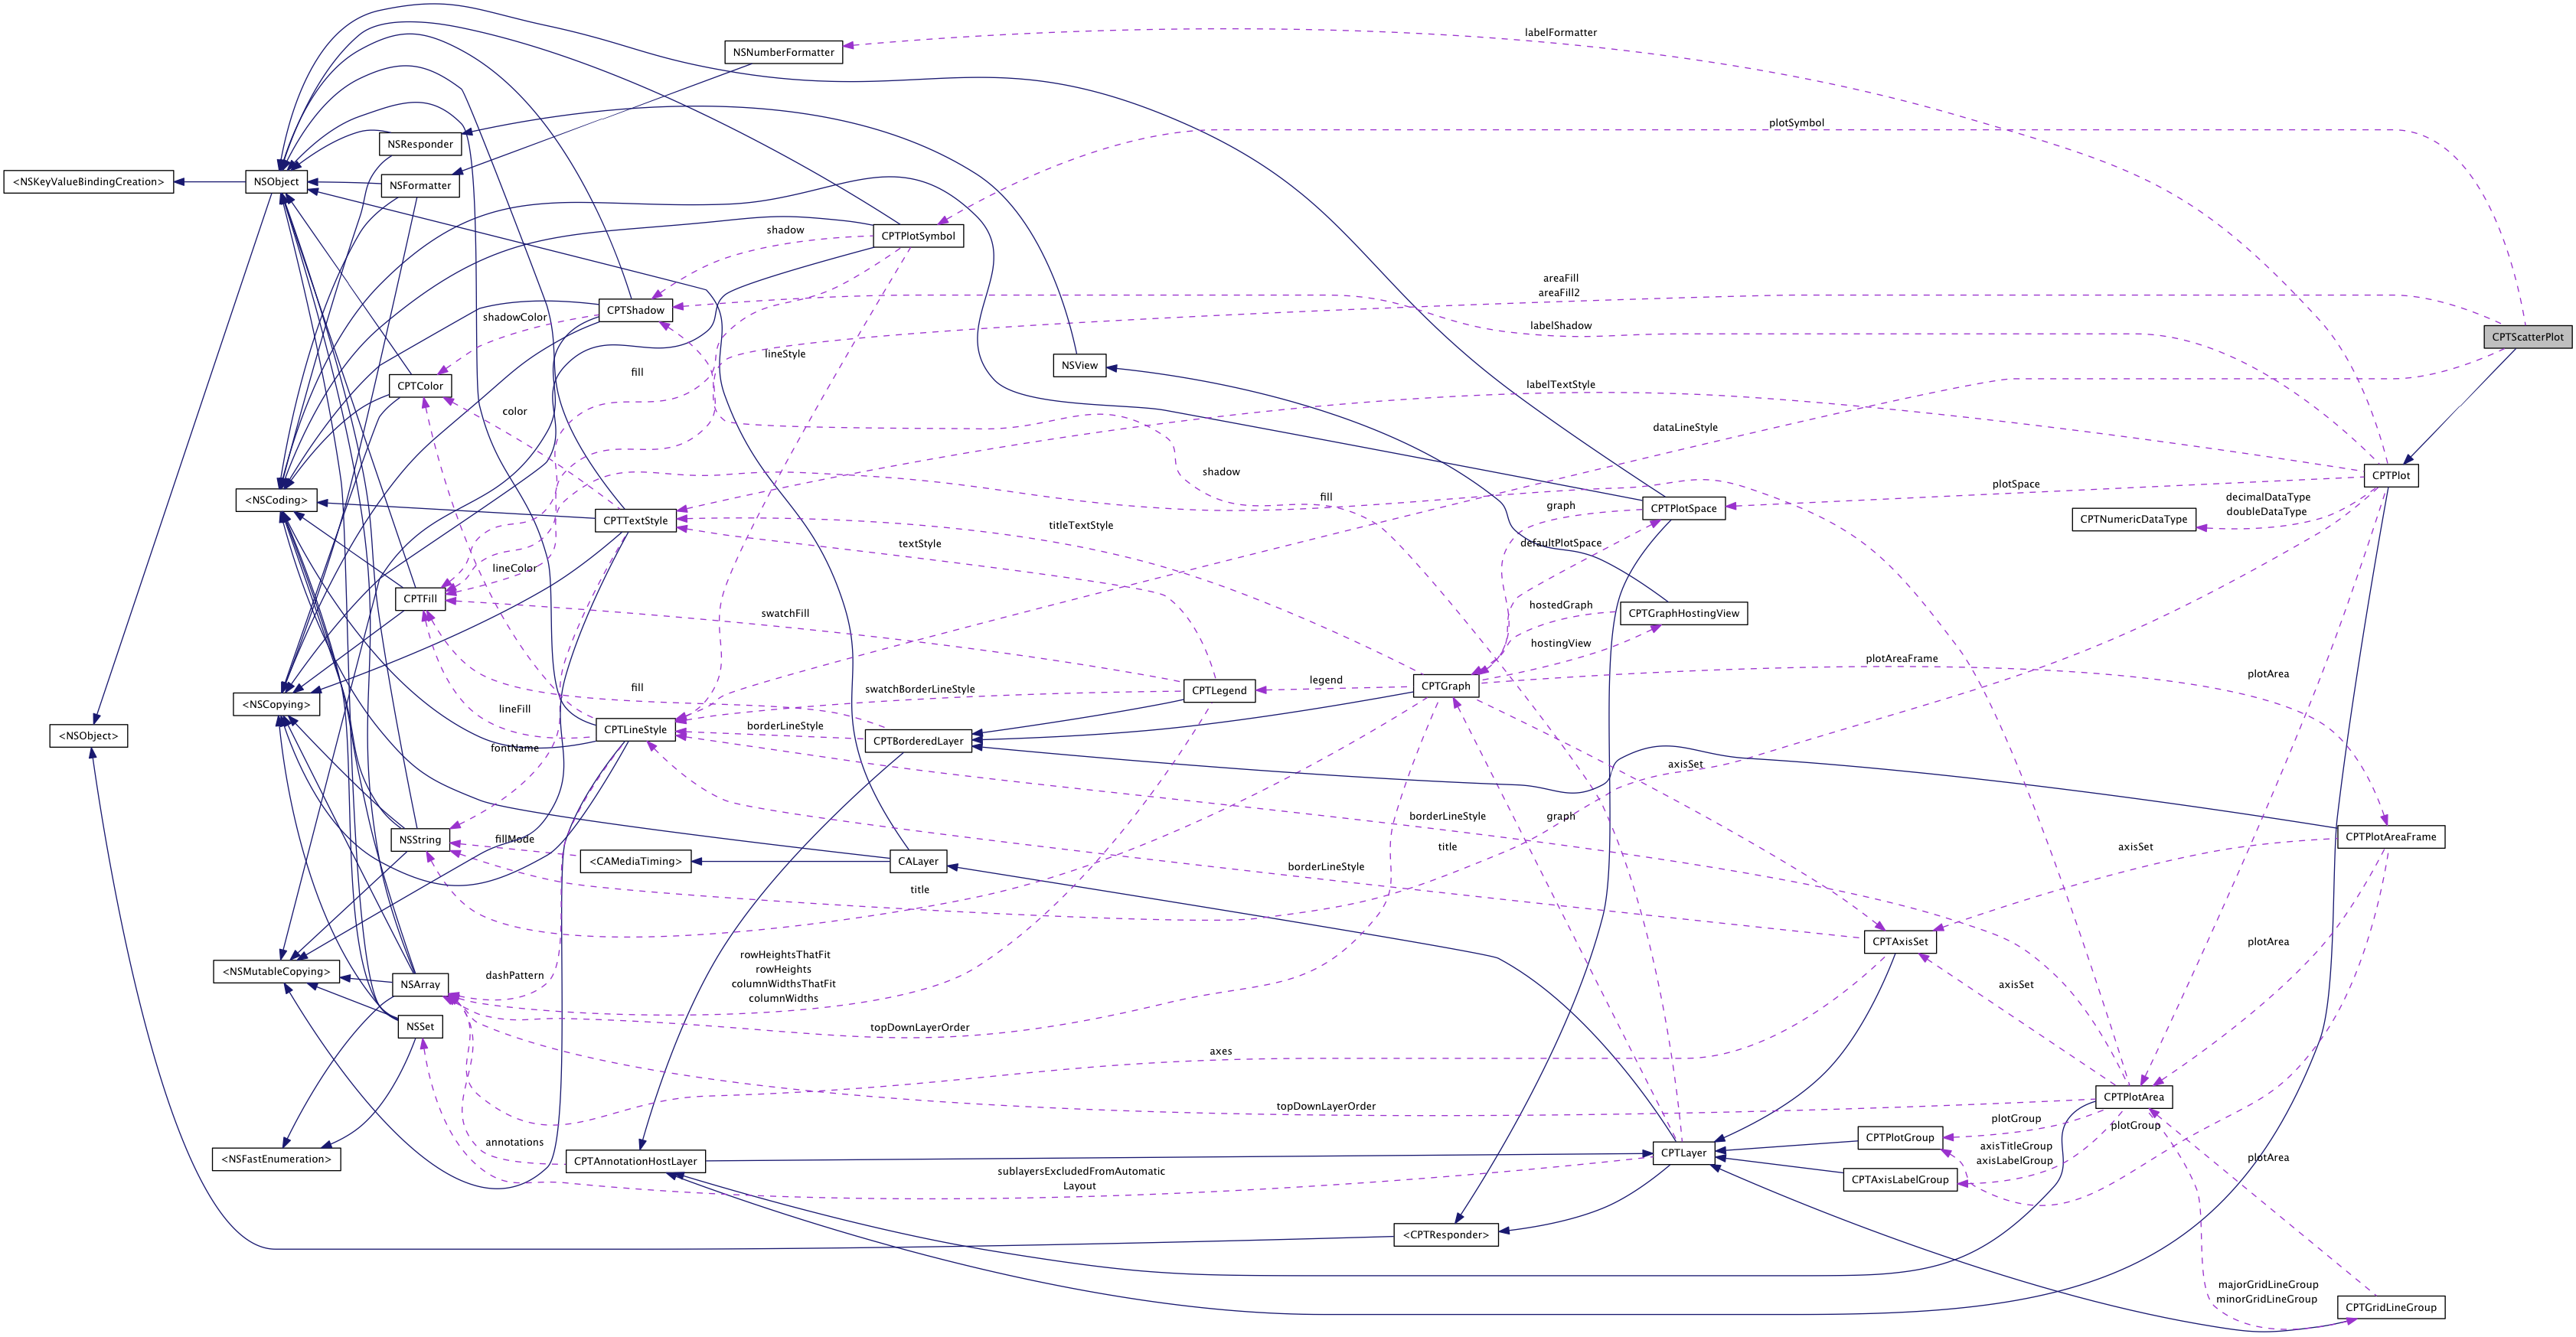 labelFormatter
NSNumberFormatter
plotSymbol
NSResponder
<NSKeyValueBindingCreation>
NSObject
NSFormatter
shadow
CPTPlotSymbol
areaFill
areaFill2
CPTShadow
shadowColor
labelShadow
CPTScatterPlot
lineStyle
NSView
fill
CPTColor
labelTextStyle
color
dataLineStyle
shadow
CPTPlot
plotSpace
<NSCoding>
fill
decimalDataType
doubleDataType
graph
CPTPlotSpace
CPTNumericDataType
CPTTextStyle
titleTextStyle
textStyle
defaultPlotSpace
lineColor
CPTFill
swatchFill
hostedGraph
CPTGraphHostingView
hostingView
plotAreaFrame
plotArea
legend
CPTGraph
fill
swatchBorderLineStyle
CPTLegend
<NSCopying>
lineFill
borderLineStyle
CPTLineStyle
<NSObject>
CPTBorderedLayer
fontName
axisSet
borderLineStyle
graph
CPTPlotAreaFrame
NSString
fillMode
title
axisSet
<CAMediaTiming>
CALayer
borderLineStyle
title
CPTAxisSet
plotArea
rowHeightsThatFit
rowHeights
columnWidthsThatFit
columnWidths
<NSMutableCopying>
dashPattern
NSArray
axisSet
NSSet
topDownLayerOrder
axes
CPTPlotArea
topDownLayerOrder
plotGroup
plotGroup
CPTPlotGroup
annotations
axisTitleGroup
axisLabelGroup
CPTLayer
<NSFastEnumeration>
CPTAnnotationHostLayer
plotArea
sublayersExcludedFromAutomatic
Layout
CPTAxisLabelGroup
<CPTResponder>
majorGridLineGroup
minorGridLineGroup
CPTGridLineGroup